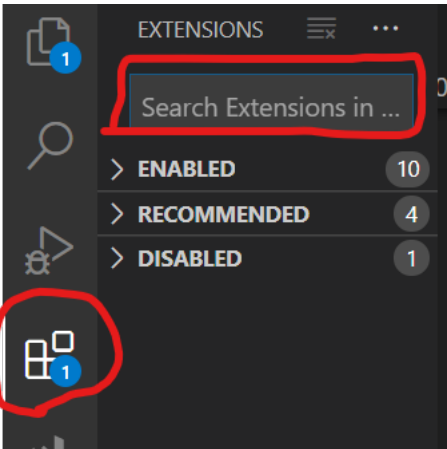 EXTENSIONS
1
Search Extensions in ...
ENABLED 10
RECOMMENDED 4
DISABLED 1
1